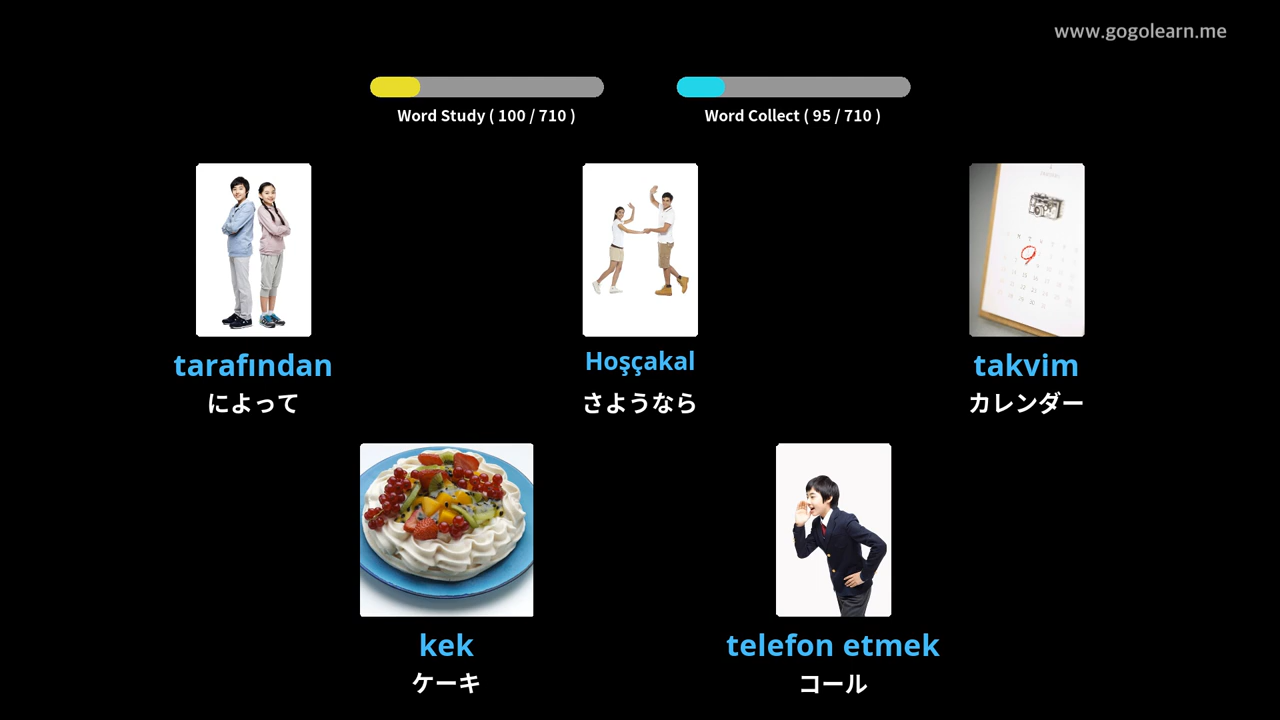 www.gogolearn.me
Word Study ( 100 / 710 )
Word Collect ( 95 / 710 )
tarafından
によって
Hoşçakal
さようなら
takvim
カレンダー
kek
ケーキ
telefon etmek
コール